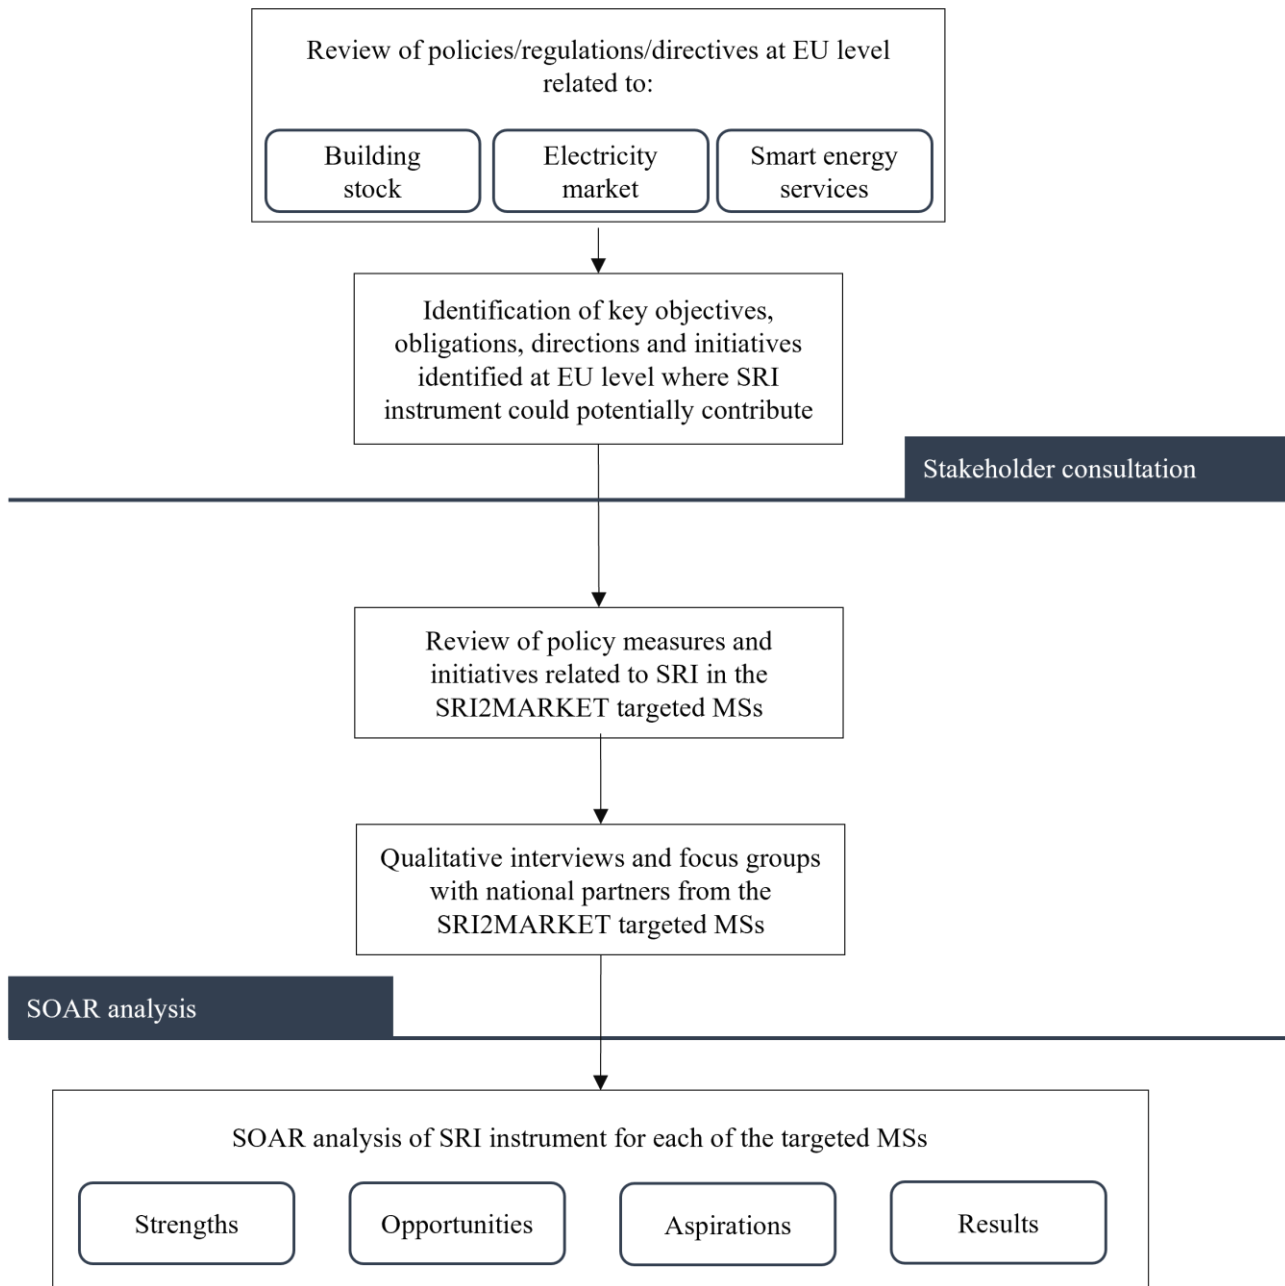 Review of policies/regulations/directives at EU level
related to:
Building
stock
Electricity
market
Smart energy
services
Identification of key objectives,
obligations, directions and initiatives
identified at EU level where SRI
instrument could potentially contribute
Stakeholder consultation
Review of policy measures and
initiatives related to SRI in the
SRI2MARKET targeted MSs
Qualitative interviews and focus groups
with national partners from the
SRI2MARKET targeted MSs
SOAR analysis
SOAR analysis of SRI instrument for each of the targeted MSs
Strengths
Opportunities
Aspirations
Results